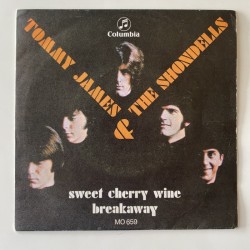 Columbia
TOMMY JAMES
& THE SHONDELLS
sweet cherry wine
breakaway
MO 659